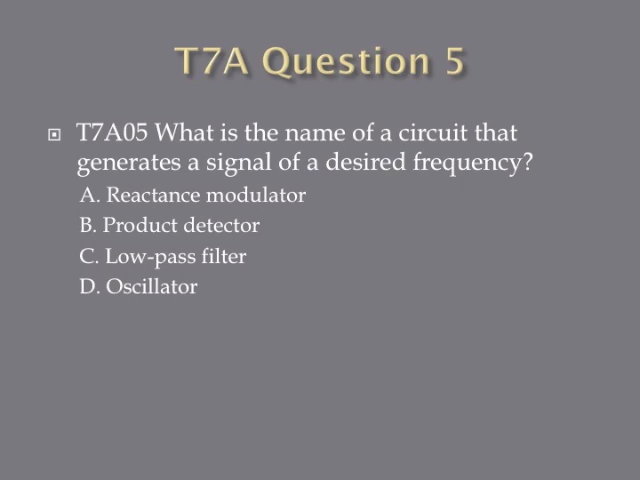 T7A Question 5
T7A05 What is the name of a circuit that
generates a signal of a desired frequency?
A. Reactance modulator
B. Product detector
C. Low-pass filter
D. Oscillator